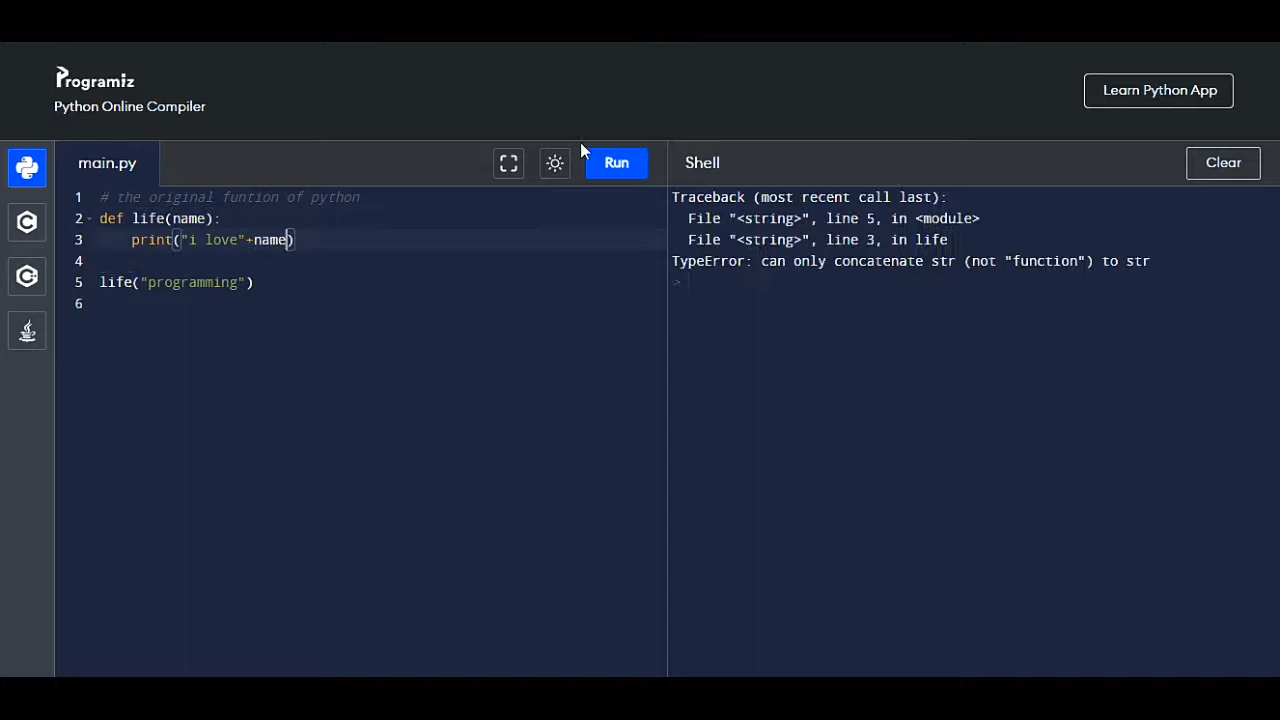 Programiz
Python Online Compiler
Learn Python App
main.py
Run
Shell
Clear
1 # the original funtion of python
2 def life(name):
3 print("i love"+name)
4
5 life("programming")
6
Traceback (most recent call last):
File "<string>", line 5, in <module>
File "<string>", line 3, in life
TypeError: can only concatenate str (not "function") to str
>